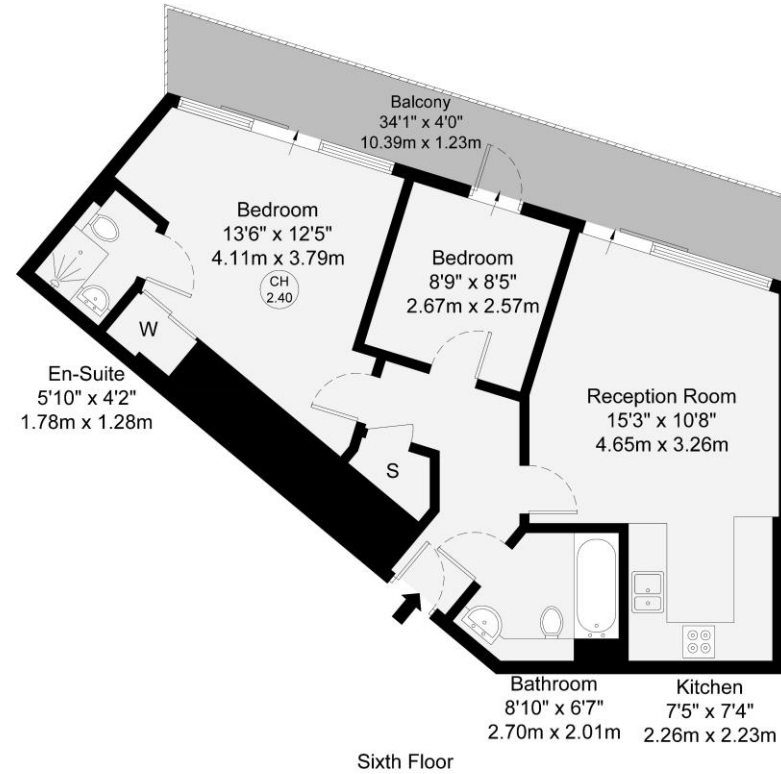 Balcony
34'1" x 4'0"
10.39m x 1.23m
Bedroom
13'6" x 12'5"
4.11m x 3.79m
CH
2.40
Bedroom
8'9" x 8'5"
2.67m x 2.57m
W
En-Suite
5'10" x 4'2"
1.78m x 1.28m
Reception Room
15'3" x 10'8"
4.65m x 3.26m
S
Bathroom
8'10" x 6'7"
2.70m x 2.01m
Kitchen
7'5" x 7'4"
2.26m x 2.23m
Sixth Floor